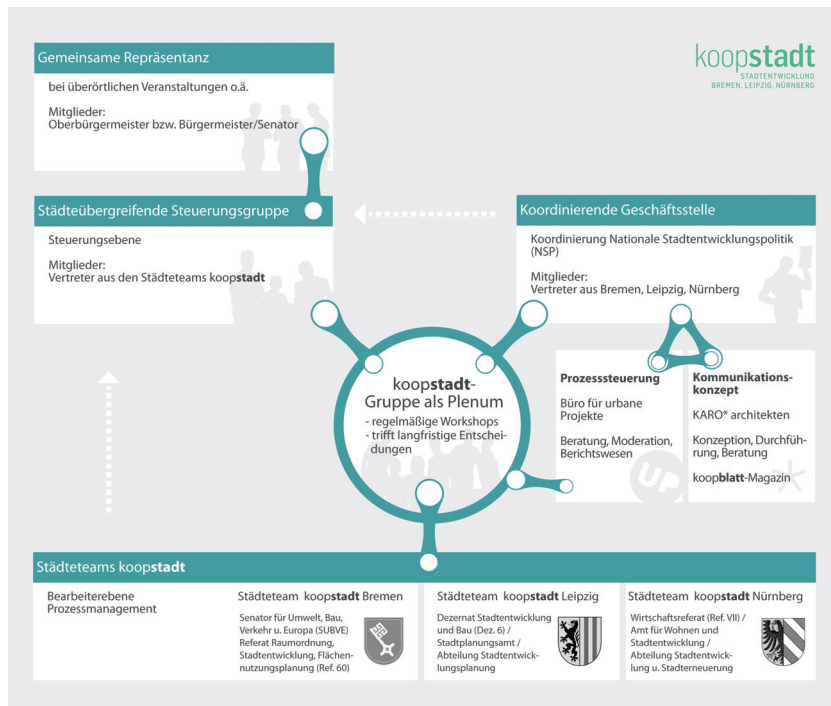 Gemeinsame Repräsentanz
bei überörtlichen Veranstaltungen o.ä.
Mitglieder:
Oberbürgermeister bzw. Bürgermeister/Senator
koopstadt
STADTENTWICKLUNG
BREMEN, LEIPZIG, NÜRNBERG
Städteübergreifende Steuerungsgruppe
Steuerungsebene
Mitglieder:
Vertreter aus den Städteteams koopstadt
Koordinierende Geschäftsstelle
Koordinierung Nationale Stadtentwicklungspolitik
(NSP)
Mitglieder:
Vertreter aus Bremen, Leipzig, Nürnberg
koopstadt-
Gruppe als Plenum
- regelmäßige Workshops
- trifft langfristige Entschei-
dungen
Prozesssteuerung
Büro für urbane
Projekte
Beratung, Moderation,
Berichtswesen
UP
Kommunikations-
konzept
KARO* architekten
Konzeption, Durchfüh-
rung, Beratung
koopblatt-Magazin
Städteteams koopstadt
Bearbeiterebene
Prozessmanagement
Städteteam koopstadt Bremen
Senator für Umwelt, Bau,
Verkehr u. Europa (SUBVE)
Referat Raumordnung,
Stadtentwicklung, Flächen-
nutzungsplanung (Ref. 60)
Städteteam koopstadt Leipzig
Dezernat Stadtentwicklung
und Bau (Dez. 6) /
Stadtplanungsamt /
Abteilung Stadtentwick-
lungsplanung
Städteteam koopstadt Nürnberg
Wirtschaftsreferat (Ref. VII) /
Amt für Wohnen und
Stadtentwicklung /
Abteilung Stadtentwick-
lung u. Stadterneuerung